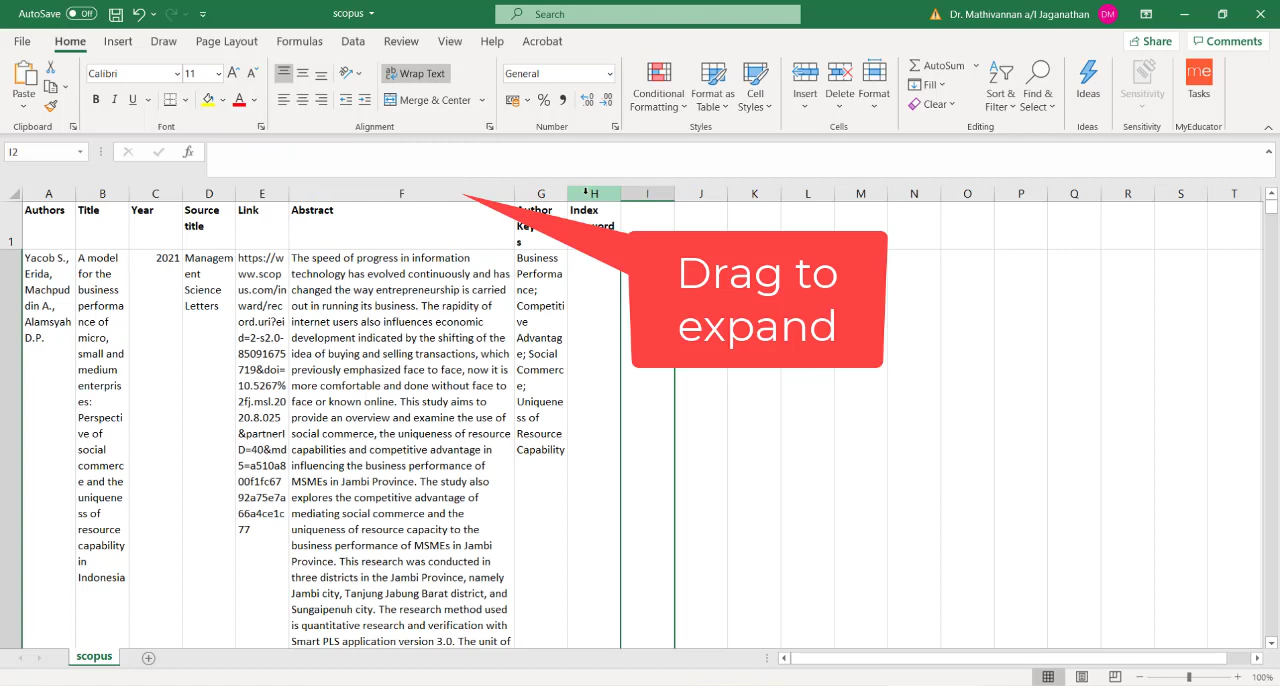 AutoSave Off scopus Search Dr. Mathivannan a/l Jaganathan DM
File Home Insert Draw Page Layout Formulas Data Review View Help Acrobat Share Comments
Paste Calibri 11 Wrap Text General Conditional Formatting Format as Table Cell Styles Insert Delete Format AutoSum Sort & Filter Find & Select Ideas Sensitivity me Tasks
B I U A Merge & Center % Fill Clear
Clipboard Font Alignment Number Styles Cells Editing Ideas Sensitivity MyEducator
I2 fx
A B C D E F G H I J K L M N O P Q R S T
1
Authors
Title
Year
Source
title
Link
Abstract
Author
Key
s
Index
Yacob S.,
Erida,
Machpud
din A.,
Alamsyah
D.P.
A model
for the
business
performa
nce of
micro,
small and
medium
enterpris
es:
Perspecti
ve of
social
commerc
e and the
uniquene
ss of
resource
capability
in
Indonesia
2021
Managem
ent
Science
Letters
https://w
ww.scop
us.com/in
ward/rec
ord.uri?ei
d=2-s2.0-
85091675
719&doi=
10.5267%
2fj.msl.20
20.8.025
&partnerI
D=40&md
5=a510a8
00f1fc67
92a75e7a
66a4ce1c
77
The speed of progress in information
technology has evolved continuously and has
changed the way entrepreneurship is carried
out in running its business. The rapidity of
internet users also influences economic
development indicated by the shifting of the
idea of buying and selling transactions, which
previously emphasized face to face, now it is
more comfortable and done without face to
face or known online. This study aims to
provide an overview and examine the use of
social commerce, the uniqueness of resource
capabilities and competitive advantage in
influencing the business performance of
MSMEs in Jambi Province. The study also
explores the competitive advantage of
mediating social commerce and the
uniqueness of resource capacity to the
business performance of MSMEs in Jambi
Province. This research was conducted in
three districts in the Jambi Province, namely
Jambi city, Tanjung Jabung Barat district, and
Sungaipenuh city. The research method used
is quantitative research and verification with
Smart PLS application version 3.0. The unit of
Business
Performa
nce;
Competiti
ve
Advantag
e; Social
Commerc
e;
Uniquene
ss of
Resource
Capability
Drag to
expand
scopus
100%